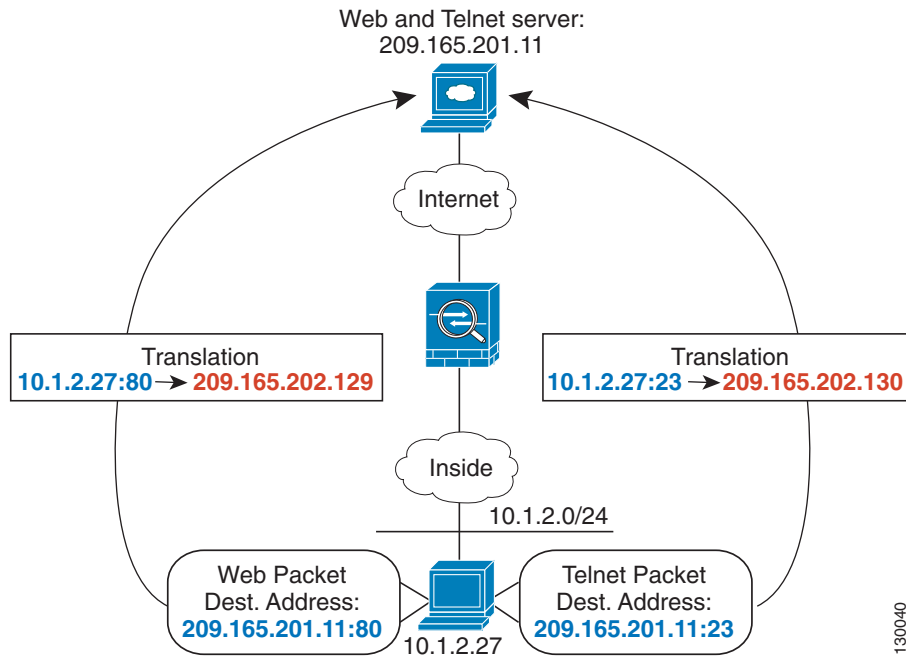 Web and Telnet server:
209.165.201.11
Internet
Translation
10.1.2.27:80 209.165.202.129
Translation
10.1.2.27:23 209.165.202.130
Inside
10.1.2.0/24
Web Packet
Dest. Address:
209.165.201.11:80
Telnet Packet
Dest. Address:
209.165.201.11:23
10.1.2.27
130040